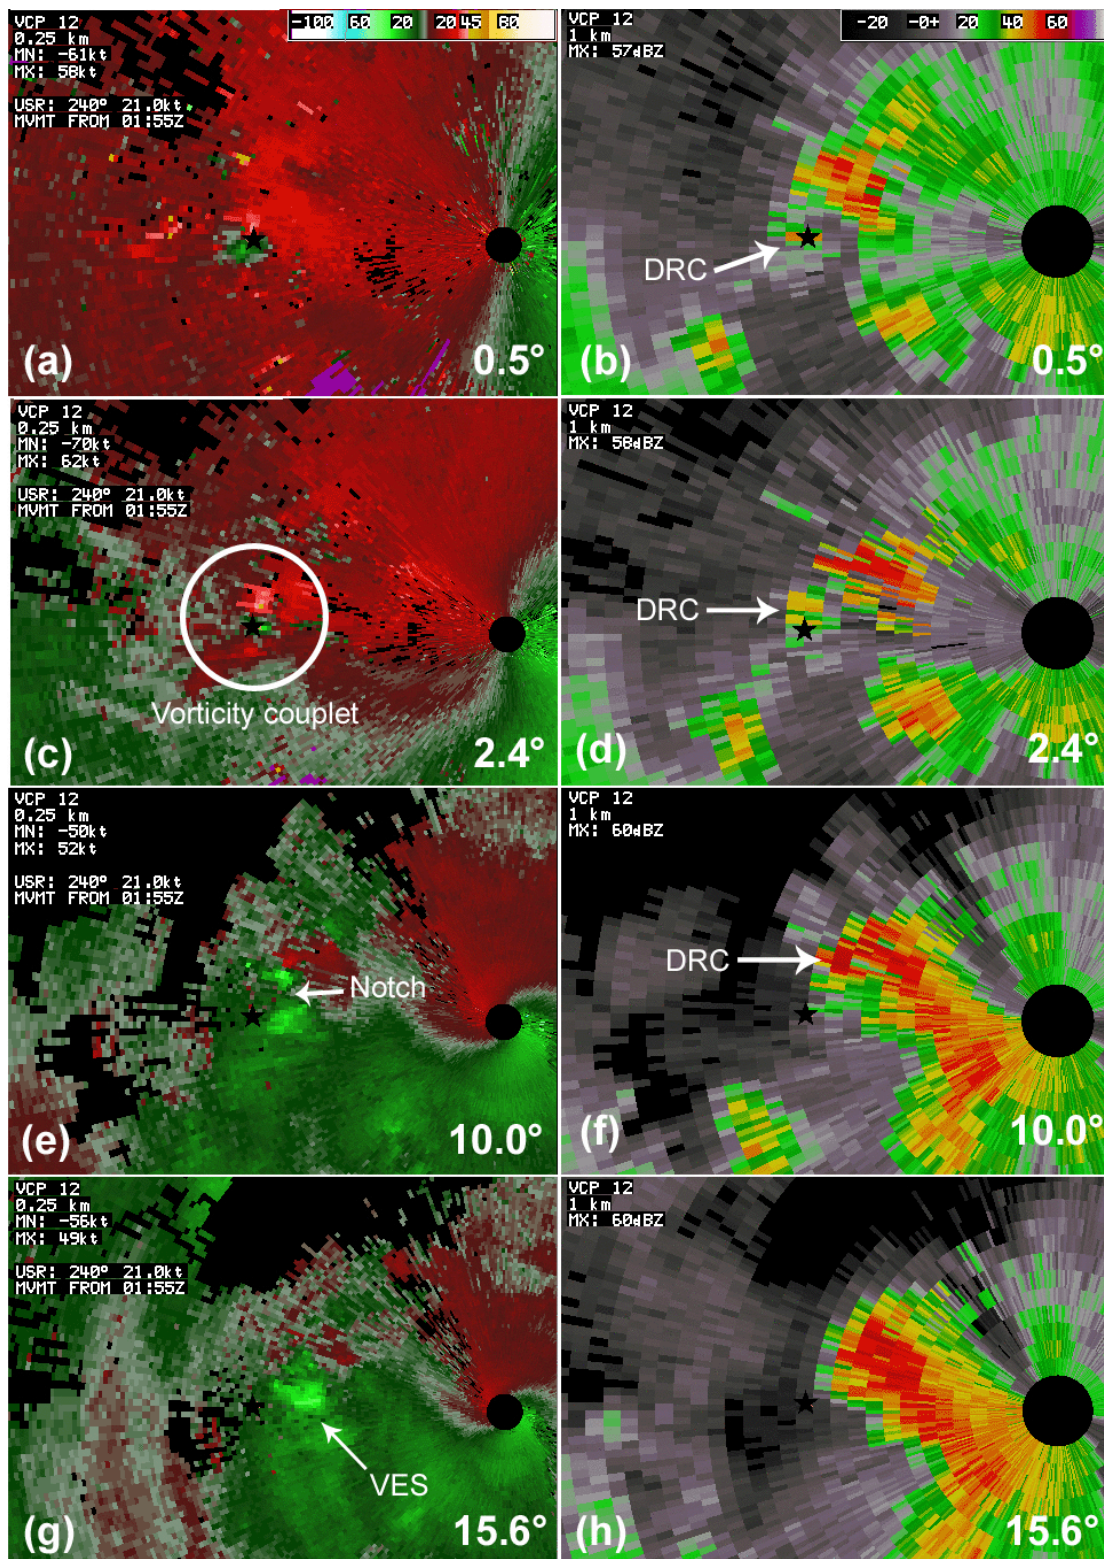 VCP 12
0.25 km
MN: -61kt
MX: 58kt
USR: 240° 21.0kt
MVMT FROM 01:55Z
-100 60 20 20 45 80
(a)
0.5°
VCP 12
1 km
MX: 57dBZ
-20 -0+ 20 40 60
DRC
(b)
0.5°
VCP 12
0.25 km
MN: -70kt
MX: 62kt
USR: 240° 21.0kt
MVMT FROM 01:55Z
Vorticity couplet
(c)
2.4°
VCP 12
1 km
MX: 58dBZ
DRC
(d)
2.4°
VCP 12
0.25 km
MN: -50kt
MX: 52kt
USR: 240° 21.0kt
MVMT FROM 01:55Z
Notch
(e)
10.0°
VCP 12
1 km
MX: 60dBZ
DRC
(f)
10.0°
VCP 12
0.25 km
MN: -56kt
MX: 49kt
USR: 240° 21.0kt
MVMT FROM 01:55Z
VES
(g)
15.6°
VCP 12
1 km
MX: 60dBZ
(h)
15.6°